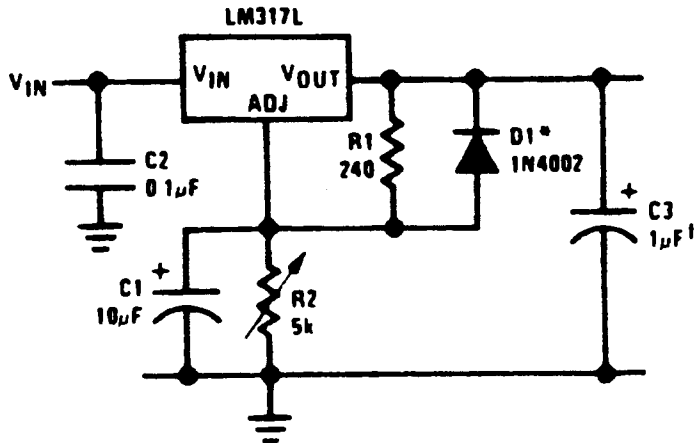 LM317L
VIN
VIN
VOUT
ADJ
R1
240
D1*
1N4002
C2
0 1µF
+
C3
1µF†
+
C1
10µF
R2
5k